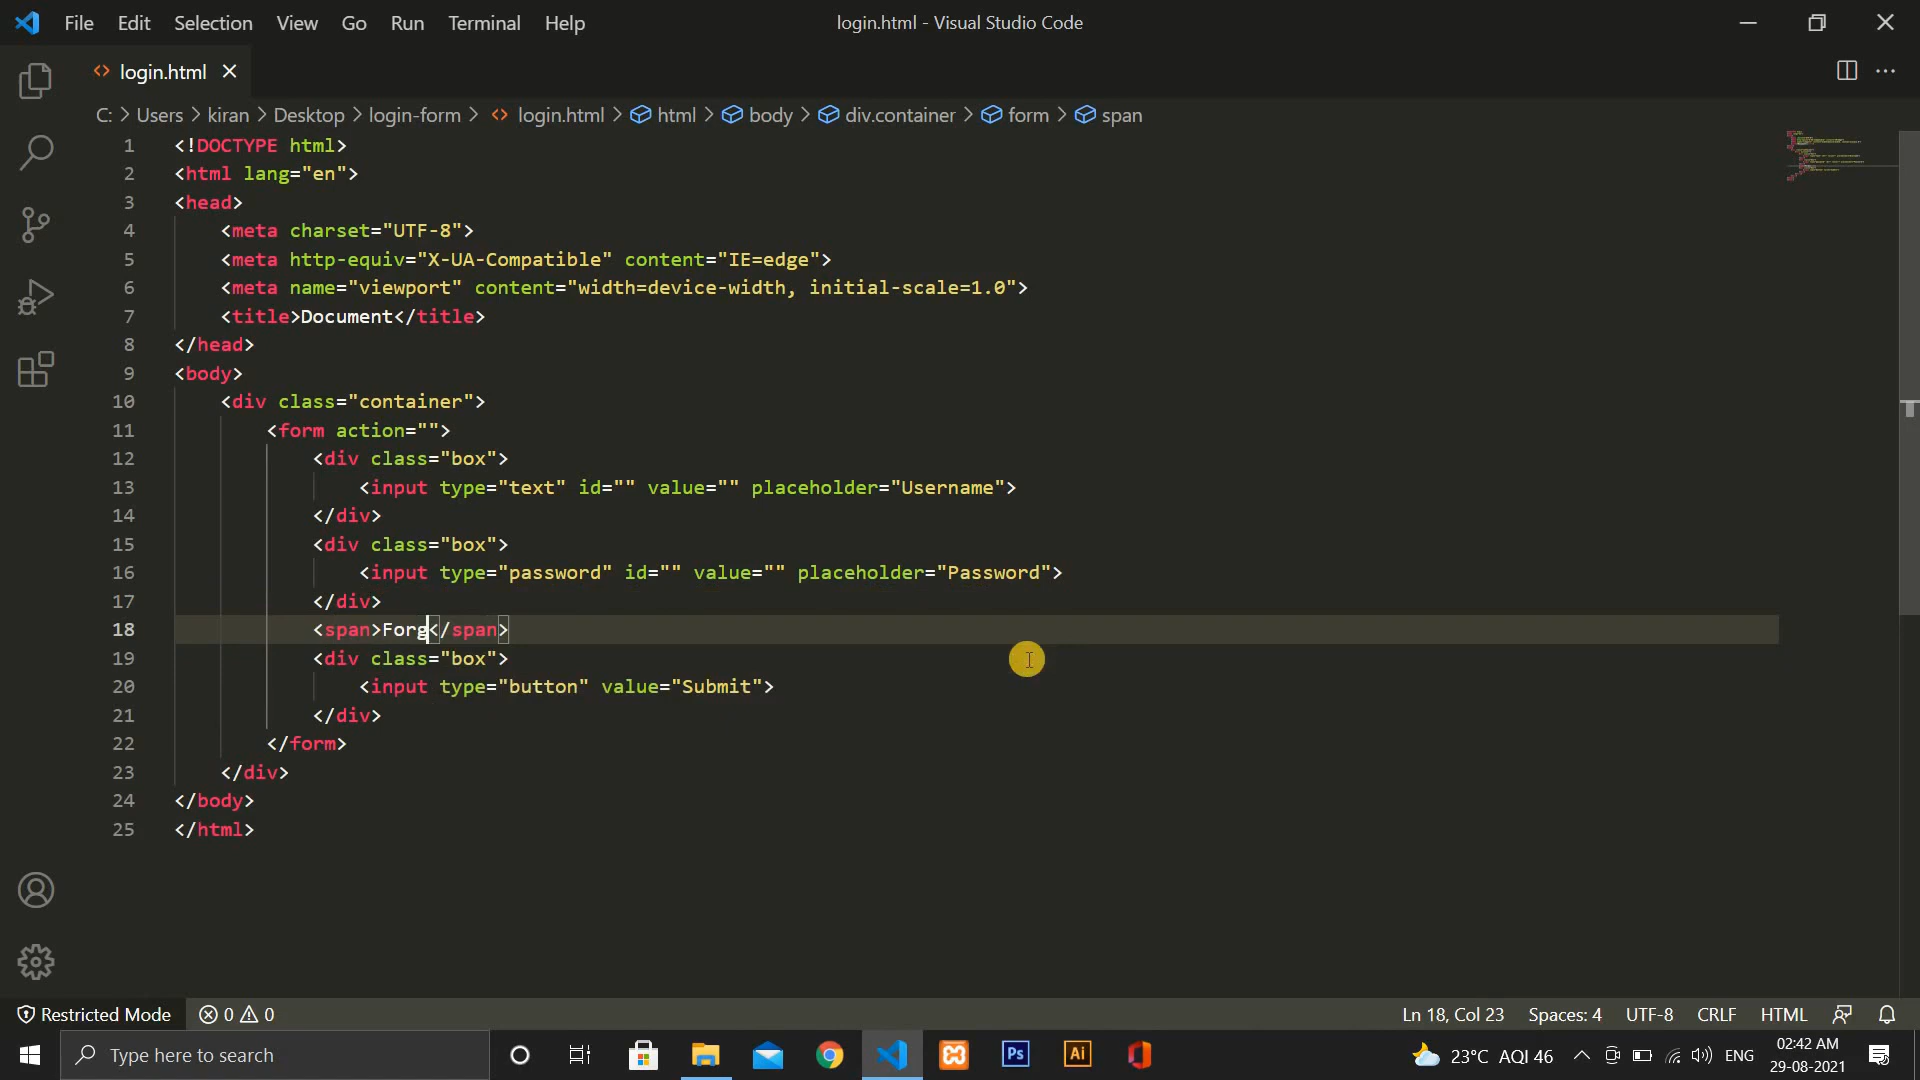 File Edit Selection View Go Run Terminal Help login.html - Visual Studio Code
login.html
C: > Users > kiran > Desktop > login-form > login.html > html > body > div.container > form > span
1 <!DOCTYPE html>
2 <html lang="en">
3 <head>
4 <meta charset="UTF-8">
5 <meta http-equiv="X-UA-Compatible" content="IE=edge">
6 <meta name="viewport" content="width=device-width, initial-scale=1.0">
7 <title>Document</title>
8 </head>
9 <body>
10 <div class="container">
11 <form action="">
12 <div class="box">
13 <input type="text" id="" value="" placeholder="Username">
14 </div>
15 <div class="box">
16 <input type="password" id="" value="" placeholder="Password">
17 </div>
18 <span>Forg</span>
19 <div class="box">
20 <input type="button" value="Submit">
21 </div>
22 </form>
23 </div>
24 </body>
25 </html>
Restricted Mode 0 0 Ln 18, Col 23 Spaces: 4 UTF-8 CRLF HTML
Type here to search Ps Ai 23°C AQI 46 ENG 02:42 AM
29-08-2021